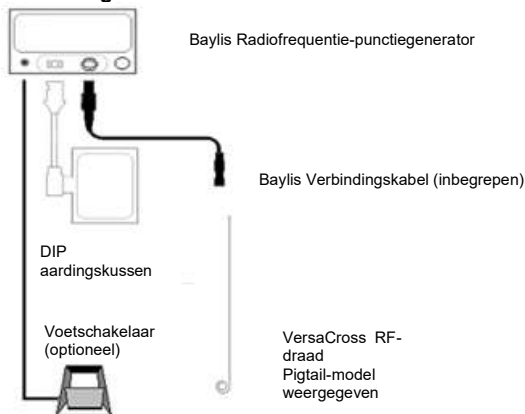 Baylis Radiofrequentie-punctiegenerator
Baylis Verbindingskabel (inbegrepen)
DIP
aardingskussen
Voetschakelaar
(optioneel)
VersaCross RF-
draad
Pigtail-model
weergegeven